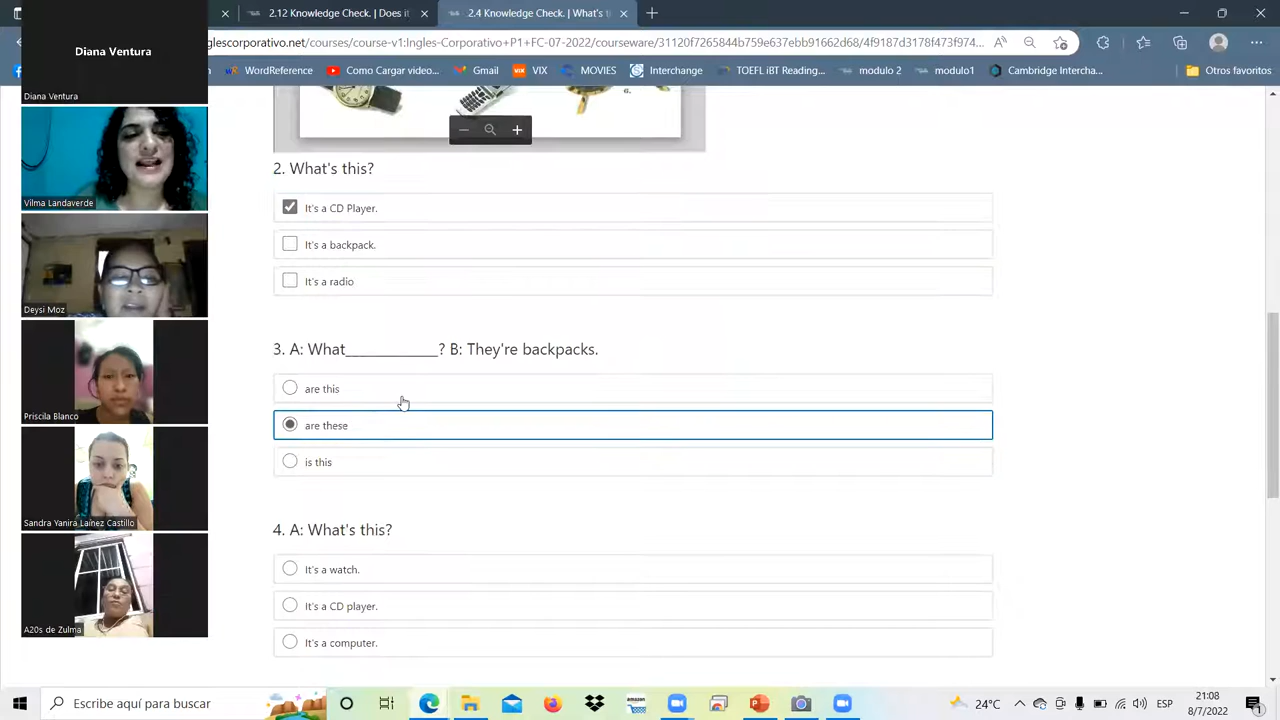 Diana Ventura
Diana Ventura
Vilma Landaverde
Deysi Moz
Priscila Blanco
Sandra Yanira Laínez Castillo
A20s de Zulma
2.12 Knowledge Check | Does it
2.4 Knowledge Check. | What's ti
glescorporativo.net/courses/course-v1:Ingles-Corporativo+P1+FC-07-2022/courseware/31120f7265844b759e637ebb91662d68/4f9187d3178f473f974...
WordReference
Como Cargar video...
Gmail
VIX
MOVIES
Interchange
TOEFL iBT Reading...
modulo 2
modulo1
Cambridge Intercha...
Otros favoritos
2. What's this?
It's a CD Player.
It's a backpack.
It's a radio
3. A: What____________? B: They're backpacks.
are this
are these
is this
4. A: What's this?
It's a watch.
It's a CD player.
It's a computer.
Escribe aquí para buscar
24°C
ESP
21:08
8/7/2022